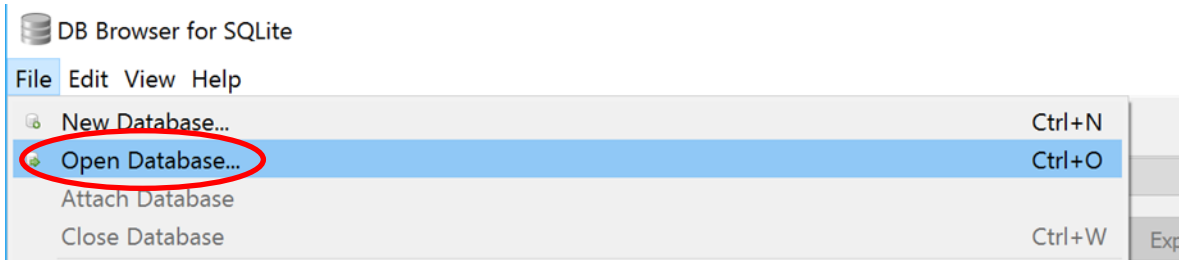 DB Browser for SQLite
File Edit View Help
New Database... Ctrl+N
Open Database... Ctrl+O
Attach Database
Close Database Ctrl+W